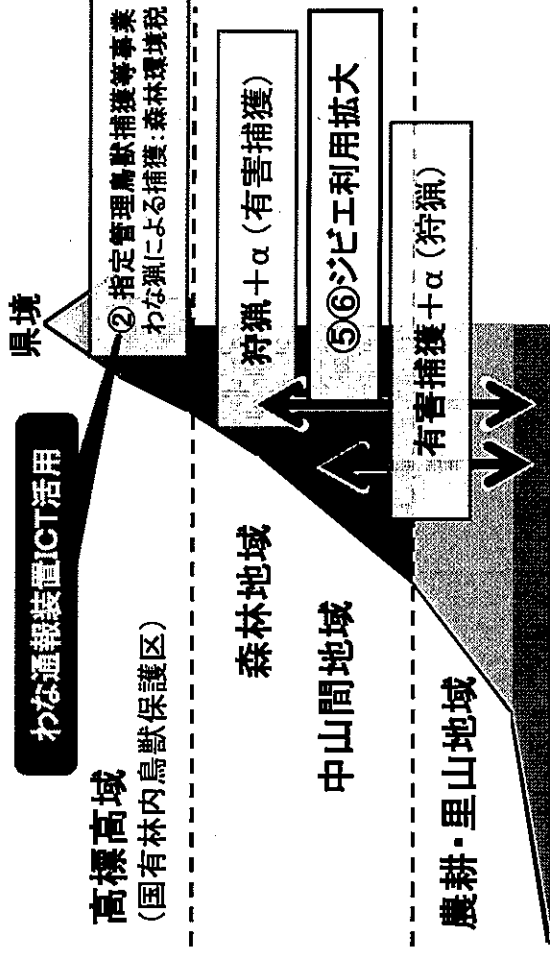 県境
わな通報装置ICT活用
②指定管理鳥獣捕獲等事業
わな猟による捕獲:森林環境税
高標高域
(国有林内鳥獣保護区)
狩猟+α(有害捕獲)
森林地域
⑤⑥ジビエ利用拡大
中山間地域
有害捕獲+α(狩猟)
農耕・里山地域